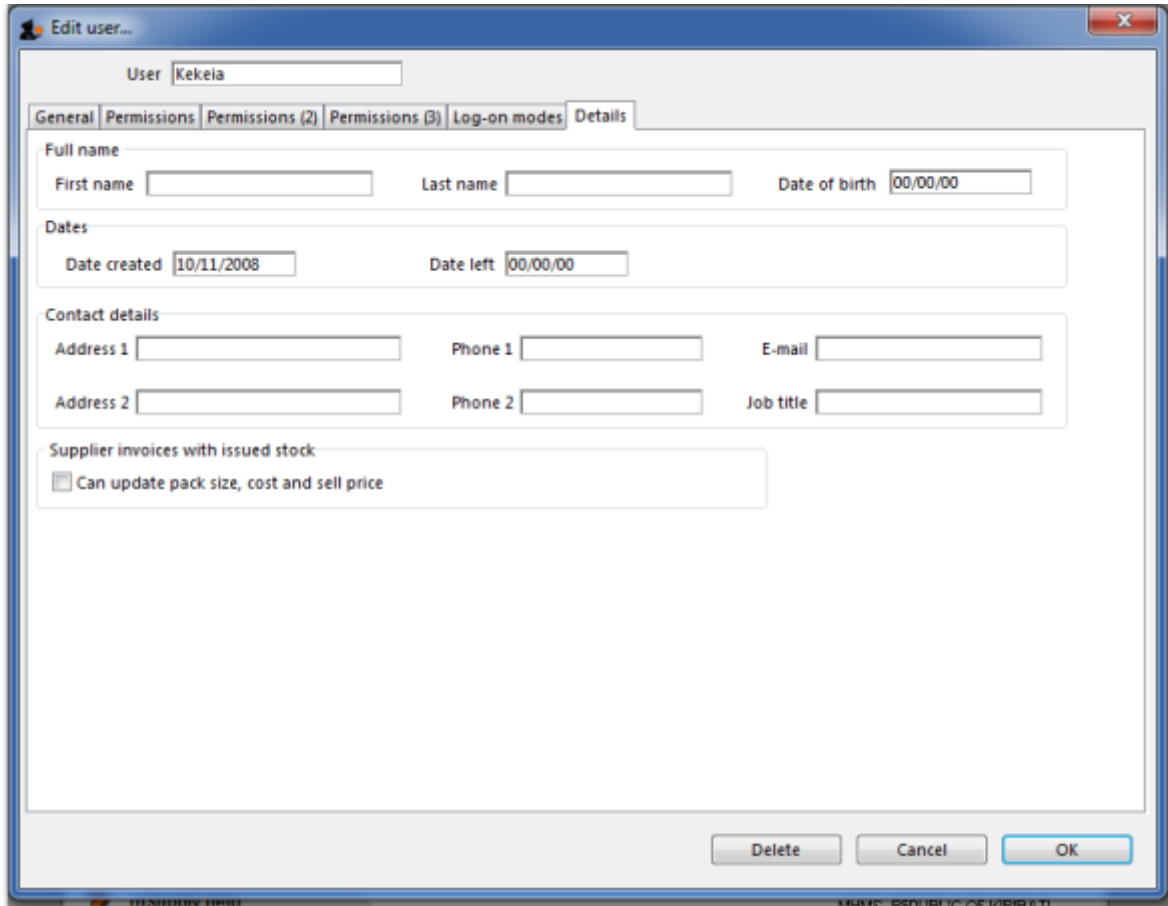 Edit user...
User Kekeia
General Permissions Permissions (2) Permissions (3) Log-on modes Details
Full name
First name Last name Date of birth 00/00/00
Dates
Date created 10/11/2008 Date left 00/00/00
Contact details
Address 1 Phone 1 E-mail
Address 2 Phone 2 Job title
Supplier invoices with issued stock
Can update pack size, cost and sell price
Delete Cancel OK